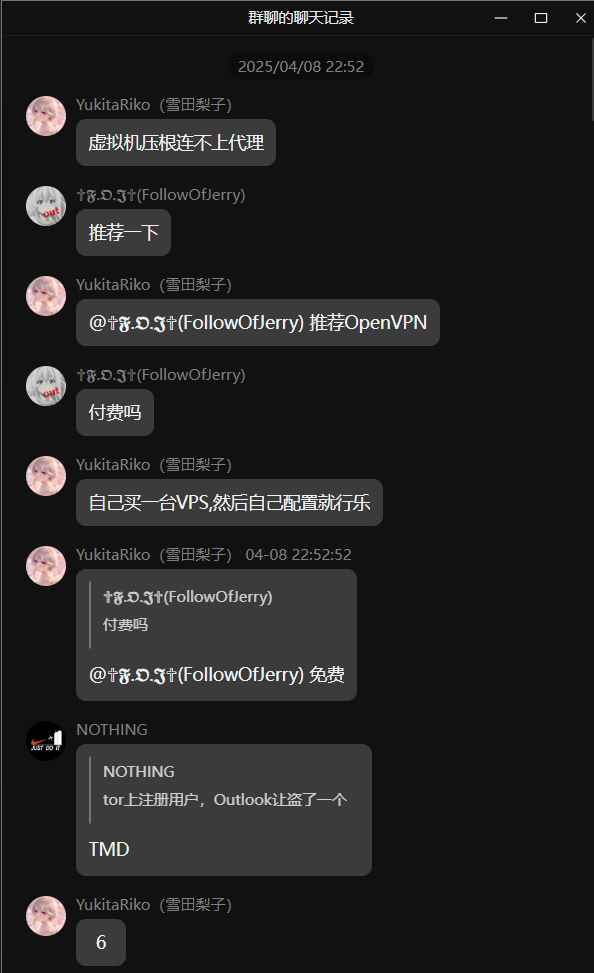 群聊的聊天记录
2025/04/08 22:52
YukitaRiko（雪田梨子）
虚拟机压根连不上代理
✝𝕱.𝕺.𝕵✝(FollowOfJerry)
out
推荐一下
YukitaRiko（雪田梨子）
@✝𝕱.𝕺.𝕵✝(FollowOfJerry) 推荐OpenVPN
✝𝕱.𝕺.𝕵✝(FollowOfJerry)
out
付费吗
YukitaRiko（雪田梨子）
自己买一台VPS,然后自己配置就行乐
YukitaRiko（雪田梨子） 04-08 22:52:52
✝𝕱.𝕺.𝕵✝(FollowOfJerry)
付费吗
@✝𝕱.𝕺.𝕵✝(FollowOfJerry) 免费
NOTHING
JUST DO IT
NOTHING
tor上注册用户，Outlook让盗了一个
TMD
YukitaRiko（雪田梨子）
6